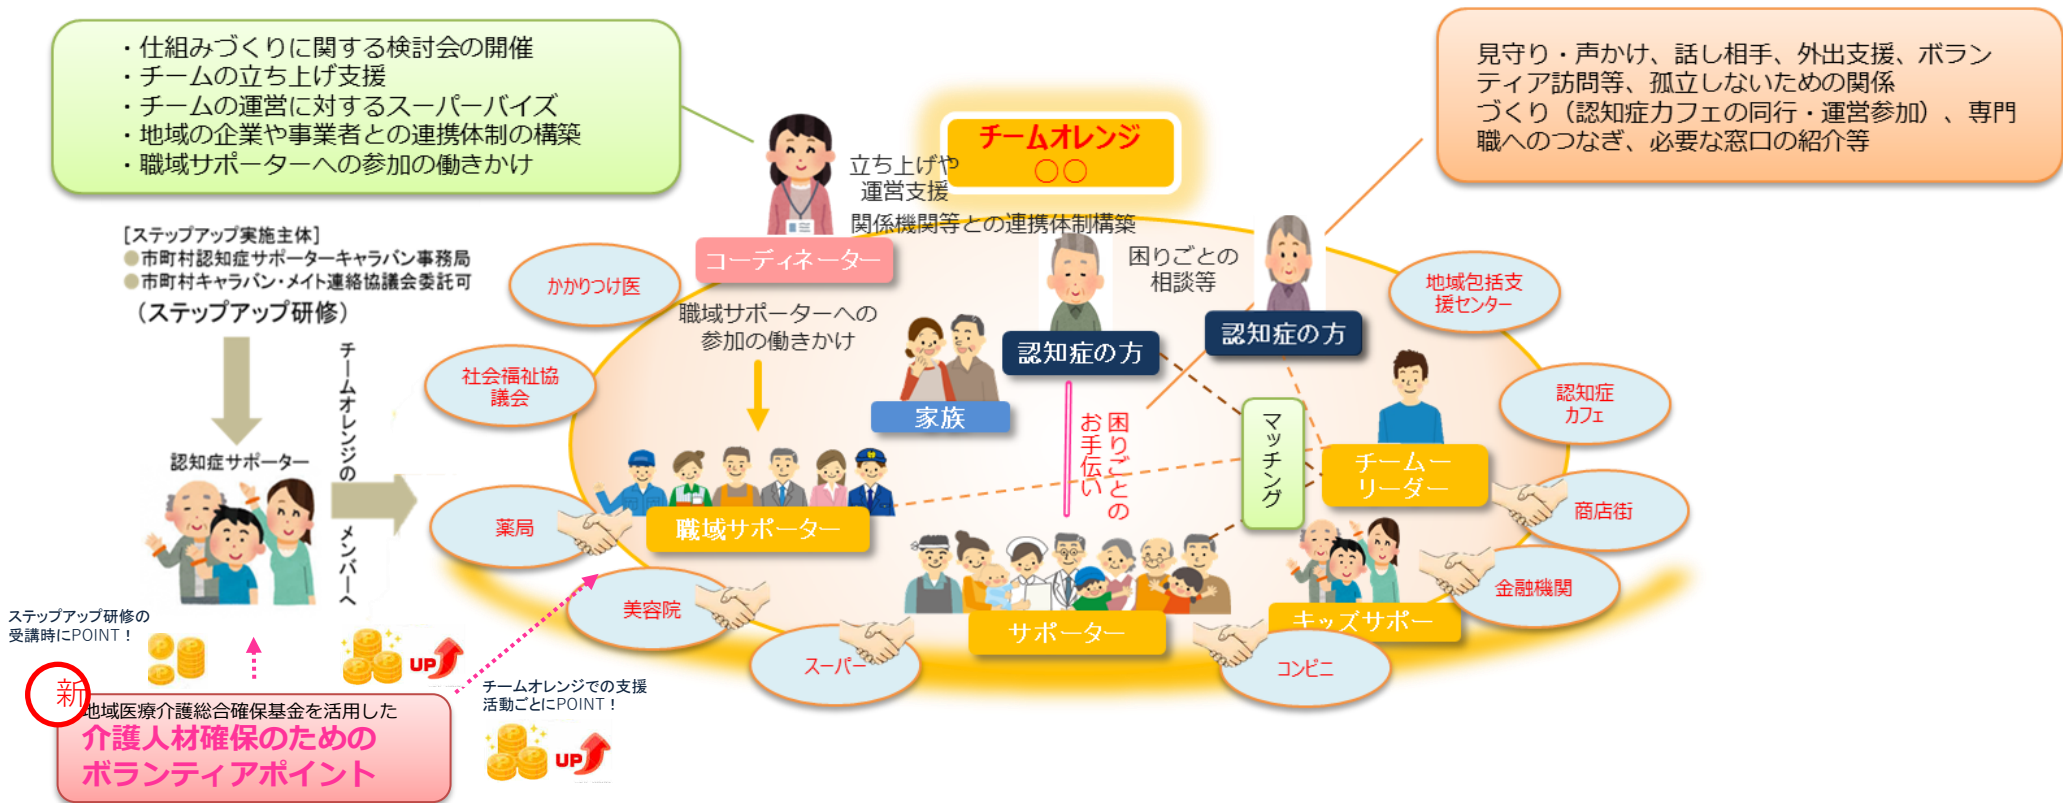 ・仕組みづくりに関する検討会の開催
・チームの立ち上げ支援
・チームの運営に対するスーパーバイズ
・地域の企業や事業者との連携体制の構築
・職域サポーターへの参加の働きかけ
チームオレンジ
〇〇
見守り・声かけ、話し相手、外出支援、ボラン
ティア訪問等、孤立しないための関係
づくり（認知症カフェの同行・運営参加）、専門
職へのつなぎ、必要な窓口の紹介等
立ち上げや
運営支援
関係機関等との連携体制構築
コーディネーター
困りごとの
相談等
[ステップアップ実施主体]
●市町村認知症サポーターキャラバン事務局
●市町村キャラバン・メイト連絡協議会委託可
（ステップアップ研修）
かかりつけ医
地域包括支
援センター
職域サポーターへの
参加の働きかけ
認知症の方
認知症の方
社会福祉協
議会
家族
認知症
カフェ
チームオレンジの
メンバーへ
困りごとの
お手伝い
マッチング
チームー
リーダー
認知症サポーター
薬局
職域サポーター
商店街
金融機関
美容院
サポーター
キッズサポー
スーパー
コンビニ
ステップアップ研修の
受講時にPOINT！
UP
チームオレンジでの支援
活動ごとにPOINT！
UP
新
地域医療介護総合確保基金を活用した
介護人材確保のための
ボランティアポイント